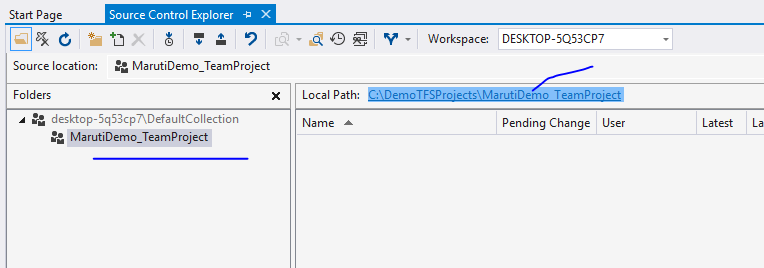 Start Page Source Control Explorer
Workspace: DESKTOP-5Q53CP7
Source location: MarutiDemo_TeamProject
Folders
Local Path: C:\DemoTFSProjects\MarutiDemo_TeamProject
desktop-5q53cp7\DefaultCollection
MarutiDemo_TeamProject
Name Pending Change User Latest La